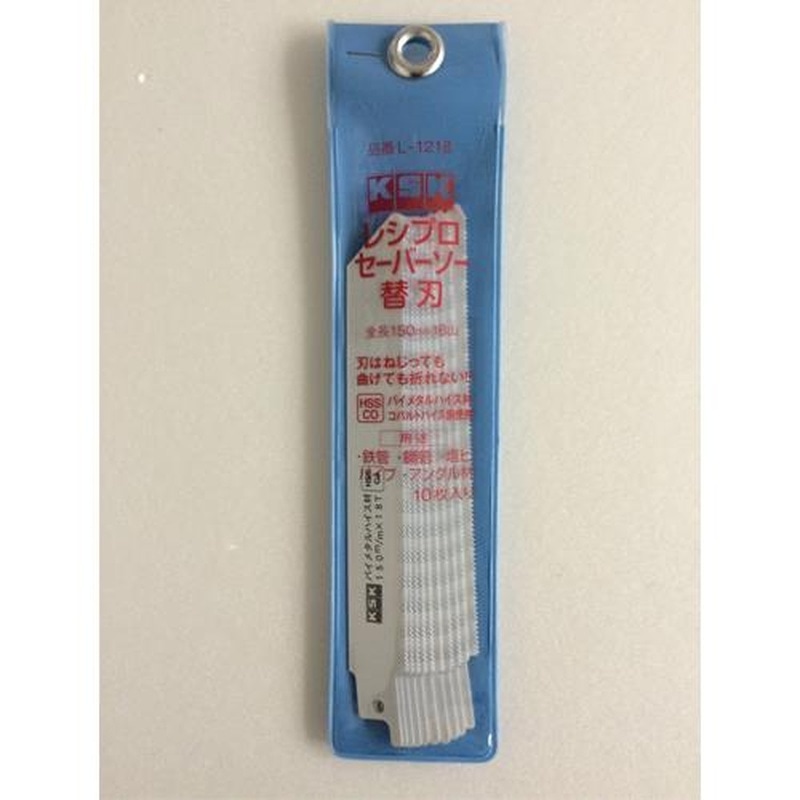 品番 L-1218
KSK
レシプロ
セーバーソー
替刃
全長150mm×18山
刃はねじっても
曲げても折れない!!
HSS
CO
バイメタルハイス材
コバルトハイス鋼使用
用途
・鉄管・鋼管・塩ビ
パイプ・アングル材
10枚入り
KSK バイメタルハイス材
150m/m×18T